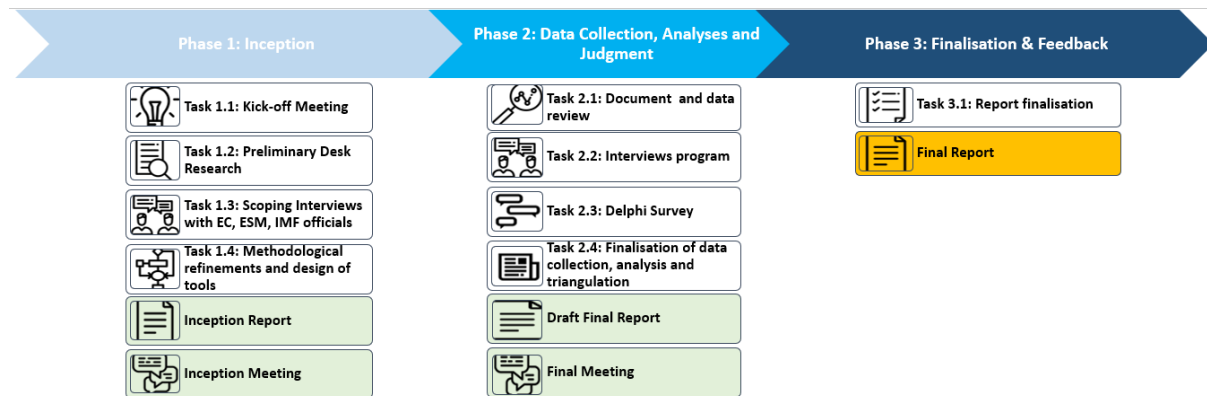 Phase 1: Inception
Phase 2: Data Collection, Analyses and
Judgment
Phase 3: Finalisation & Feedback
Task 1.1: Kick-off Meeting
Task 1.2: Preliminary Desk
Research
Task 1.3: Scoping Interviews
with EC, ESM, IMF officials
Task 1.4: Methodological
refinements and design of
tools
Inception Report
Inception Meeting
Task 2.1: Document and data
review
Task 2.2: Interviews program
Task 2.3: Delphi Survey
Task 2.4: Finalisation of data
collection, analysis and
triangulation
Draft Final Report
Final Meeting
Task 3.1: Report finalisation
Final Report